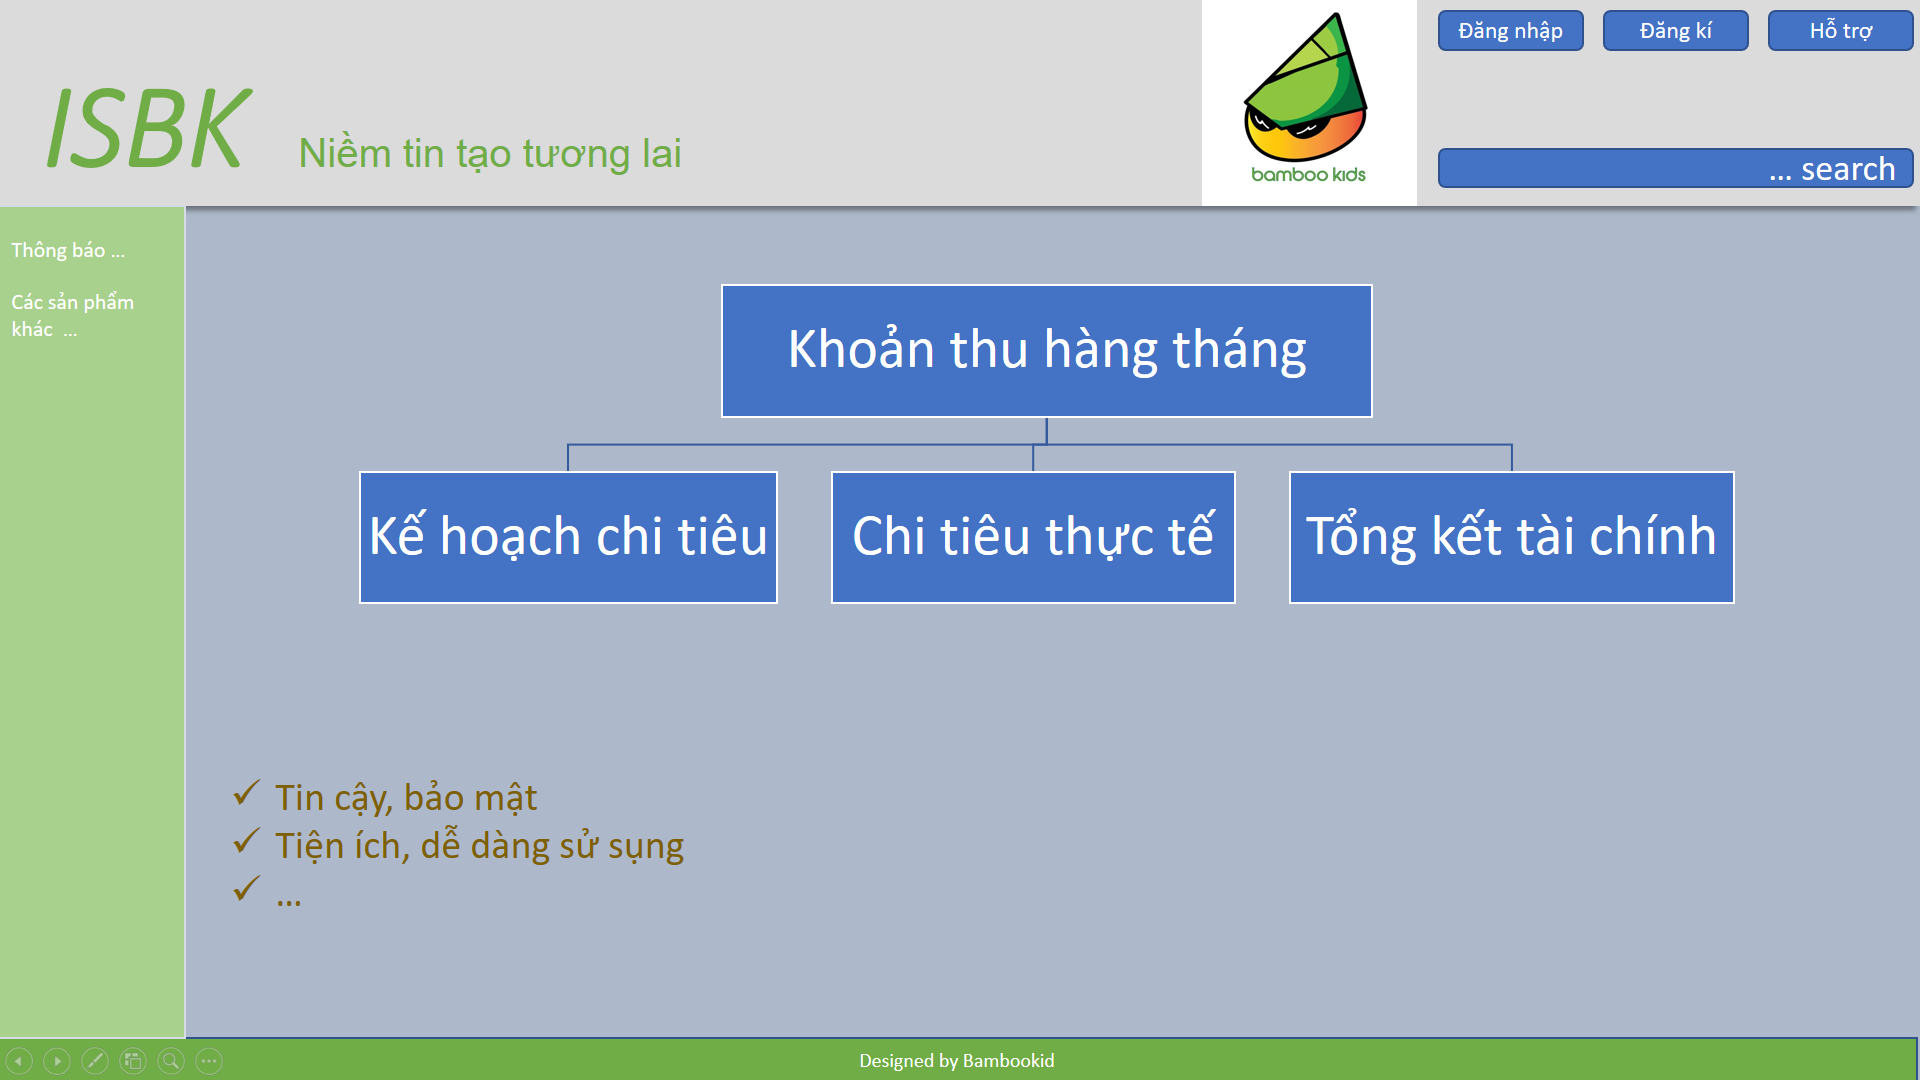 Đăng nhập
Đăng kí
Hỗ trợ
ISBK
Niềm tin tạo tương lai
bamboo kids
... search
Thông báo ...
Các sản phẩm
khác ...
Khoản thu hàng tháng
Kế hoạch chi tiêu
Chi tiêu thực tế
Tổng kết tài chính
✓ Tin cậy, bảo mật
✓ Tiện ích, dễ dàng sử sụng
✓ ...
Designed by Bambookid